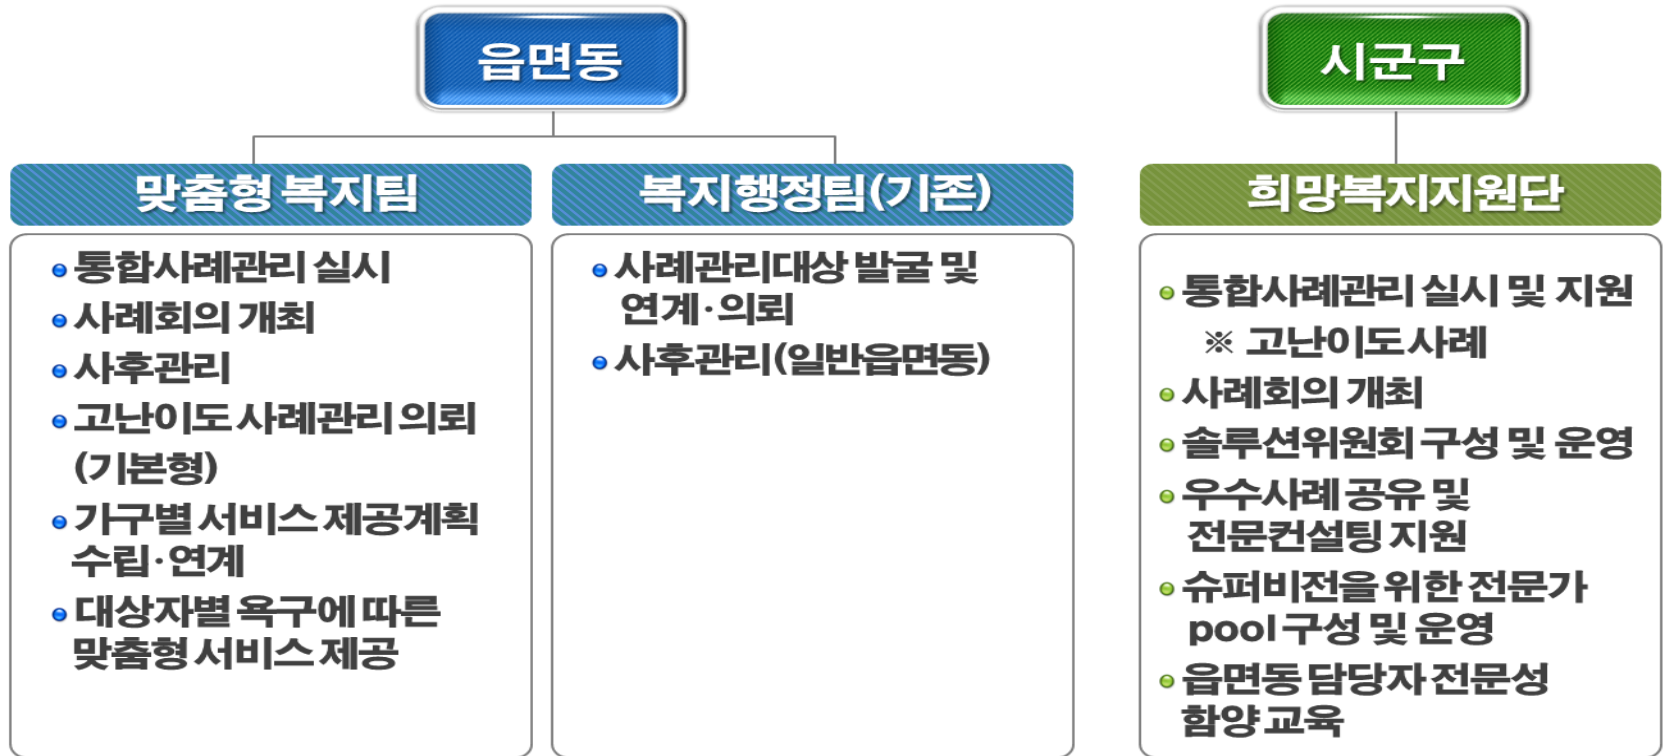 읍면동
시군구
맞춤형 복지팀
통합사례관리 실시
사례회의 개최
사후관리
고난이도 사례관리 의뢰
(기본형)
가구별 서비스 제공계획
수립·연계
대상자별 욕구에 따른
맞춤형 서비스 제공
복지행정팀(기존)
사례관리대상 발굴 및
연계·의뢰
사후관리(일반읍면동)
희망복지지원단
통합사례관리 실시 및 지원
※ 고난이도사례
사례회의 개최
솔루션위원회 구성 및 운영
우수사례 공유 및
전문컨설팅 지원
슈퍼비전을 위한 전문가
pool 구성 및 운영
읍면동 담당자 전문성
함양 교육